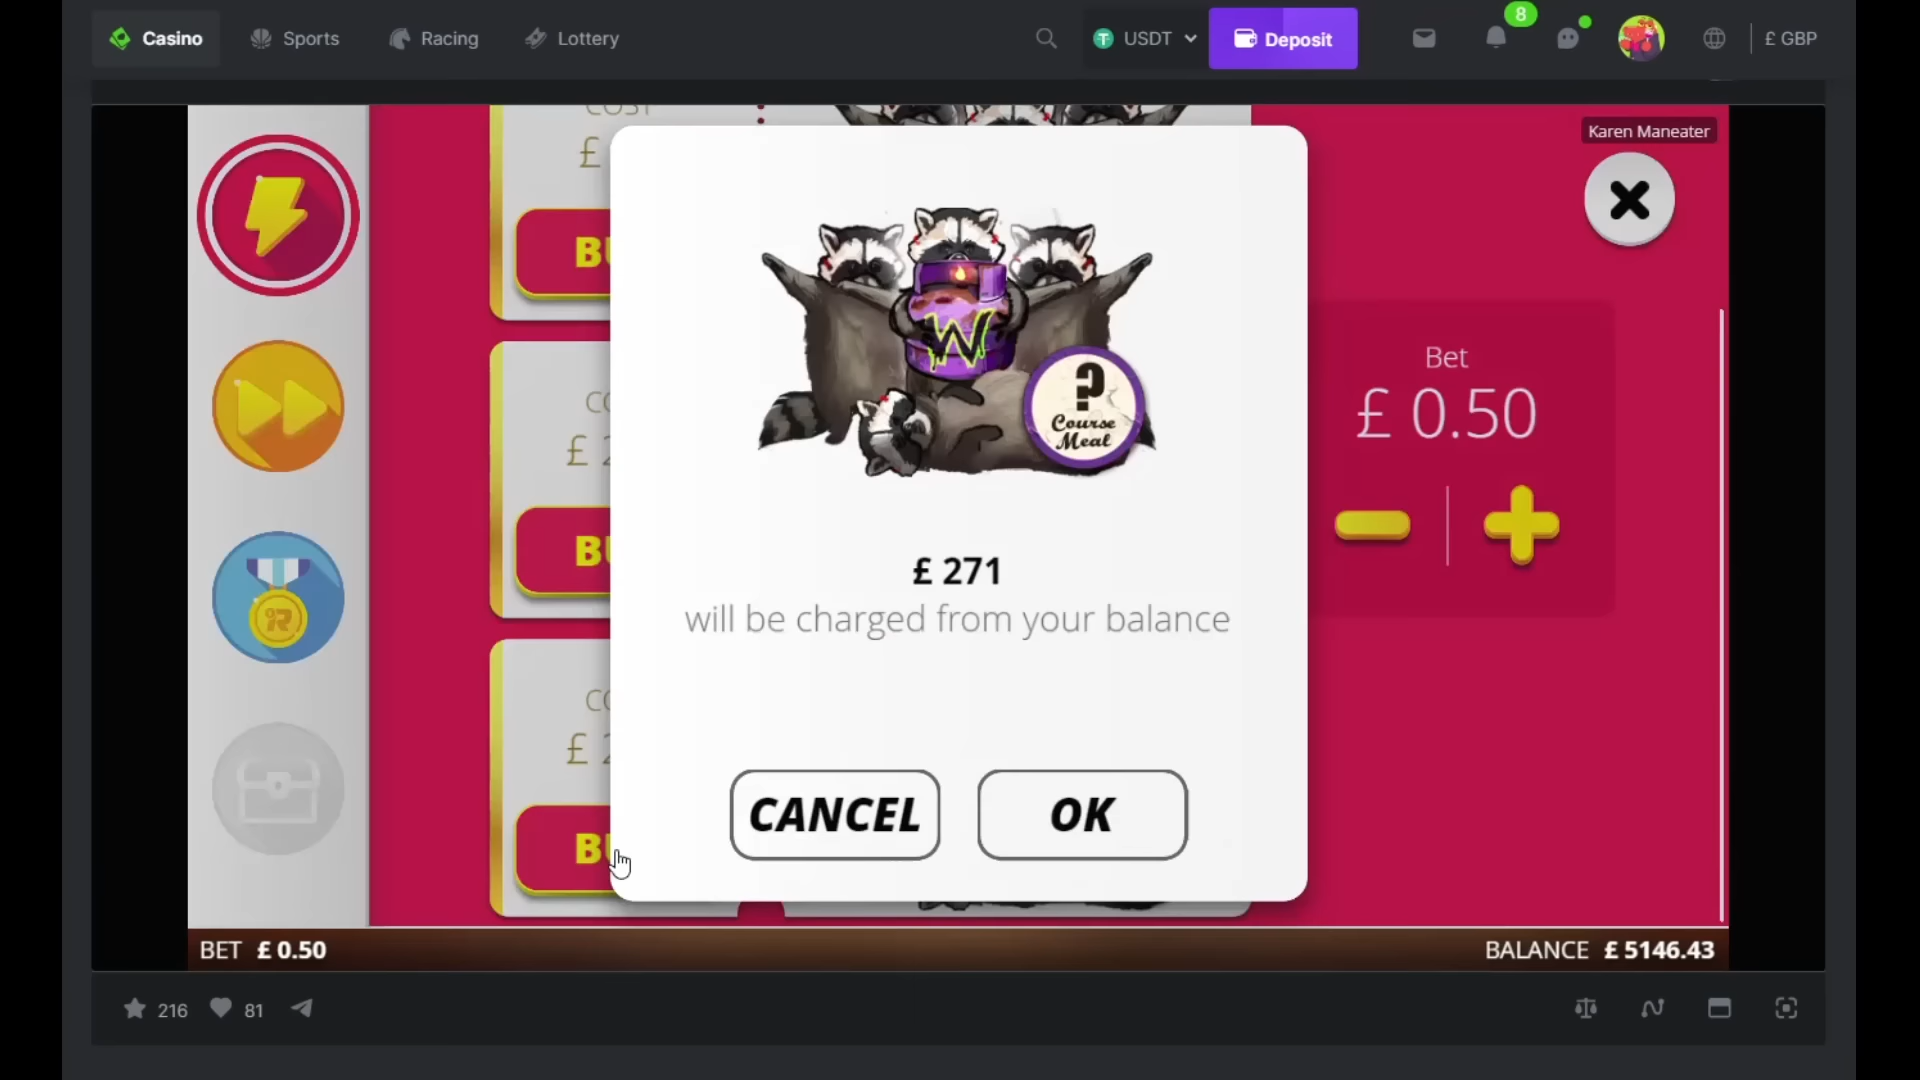 Casino
Sports
Racing
Lottery
USDT
Deposit
8
£ GBP
Karen Maneater
COST
£
W
?
Course
Meal
Bet
£ 0.50
£ 271
will be charged from your balance
CANCEL
OK
BET £ 0.50
BALANCE £ 5146.43
216
81